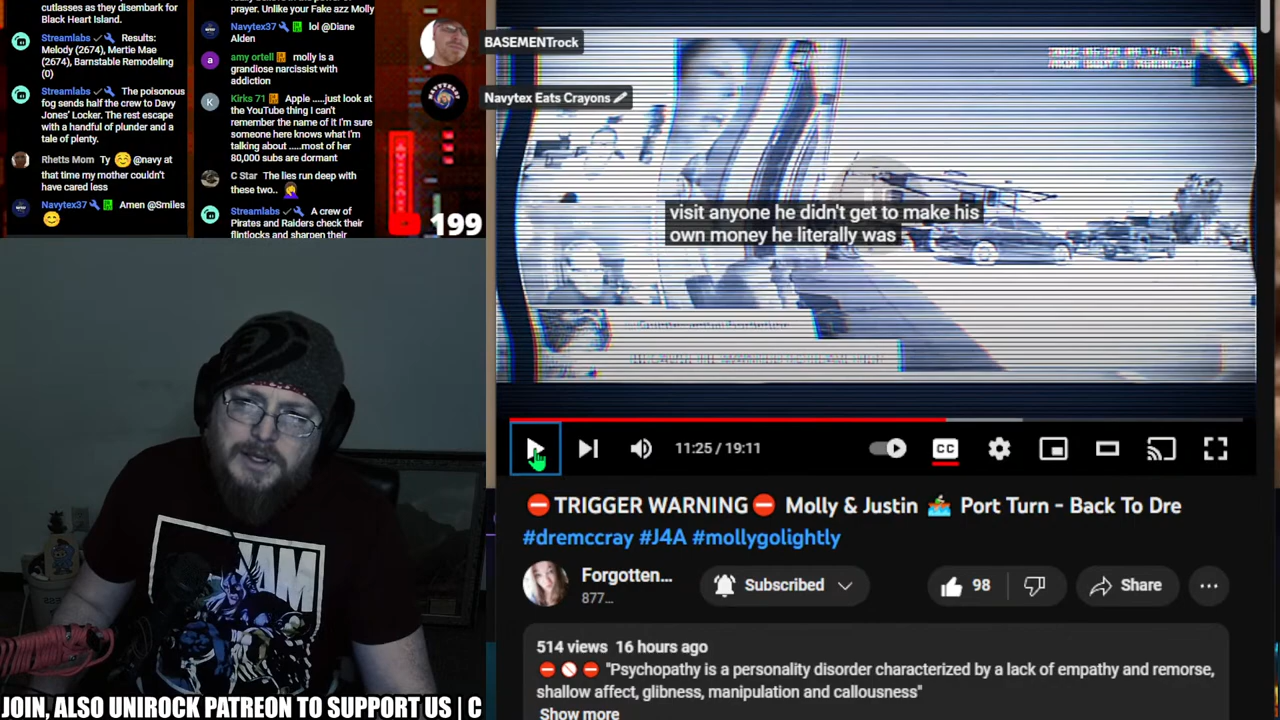 cutlasses as they disembark for
Black Heart Island.
Streamlabs Results:
Melody (2674), Mertie Mae
(2674), Barnstable Remodeling
(0)
Streamlabs The poisonous
fog sends half the crew to Davy
Jones' Locker. The rest escape
with a handful of plunder and a
tale of plenty.
Rhetts Mom Ty 😊 @navy at
that time my mother couldn't
have cared less
Navytex37 Amen @Smiles
😊
prayer. Unlike your Fake azz Molly
Navytex37 lol @Diane
Alden
amy ortell molly is a
grandiose narcissist with
addiction
Kirks 71 Apple .....just look at
the YouTube thing I can't
remember the name of it I'm sure
someone here knows what I'm
talking about .....most of her
80,000 subs are dormant
C Star The lies run deep with
these two..
Streamlabs A crew of
Pirates and Raiders check their
flintlocks and sharpen their
BASEMENTrock
Navytex Eats Crayons
199
visit anyone he didn't get to make his
own money he literally was
11:25 / 19:11
CC
⛔TRIGGER WARNING⛔ Molly & Justin 🚣 Port Turn - Back To Dre
#dremccray #J4A #mollygolightly
Forgotten...
877...
Subscribed
98
Share
514 views 16 hours ago
⛔ 🚫 ⛔ "Psychopathy is a personality disorder characterized by a lack of empathy and remorse,
shallow affect, glibness, manipulation and callousness"
Show more
JAM
JOIN, ALSO UNIROCK PATREON TO SUPPORT US | C